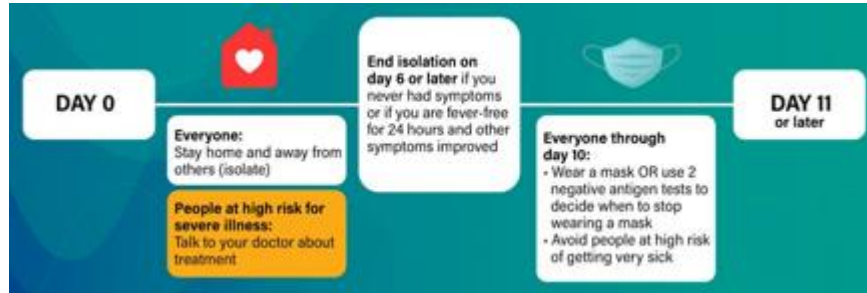 DAY 0
Everyone:
Stay home and away from
others (isolate)
People at high risk for
severe illness:
Talk to your doctor about
treatment
End isolation on
day 6 or later if you
never had symptoms
or if you are fever-free
for 24 hours and other
symptoms improved
Everyone through
day 10:
• Wear a mask OR use 2
negative antigen tests to
decide when to stop
wearing a mask
• Avoid people at high risk
of getting very sick
DAY 11
or later